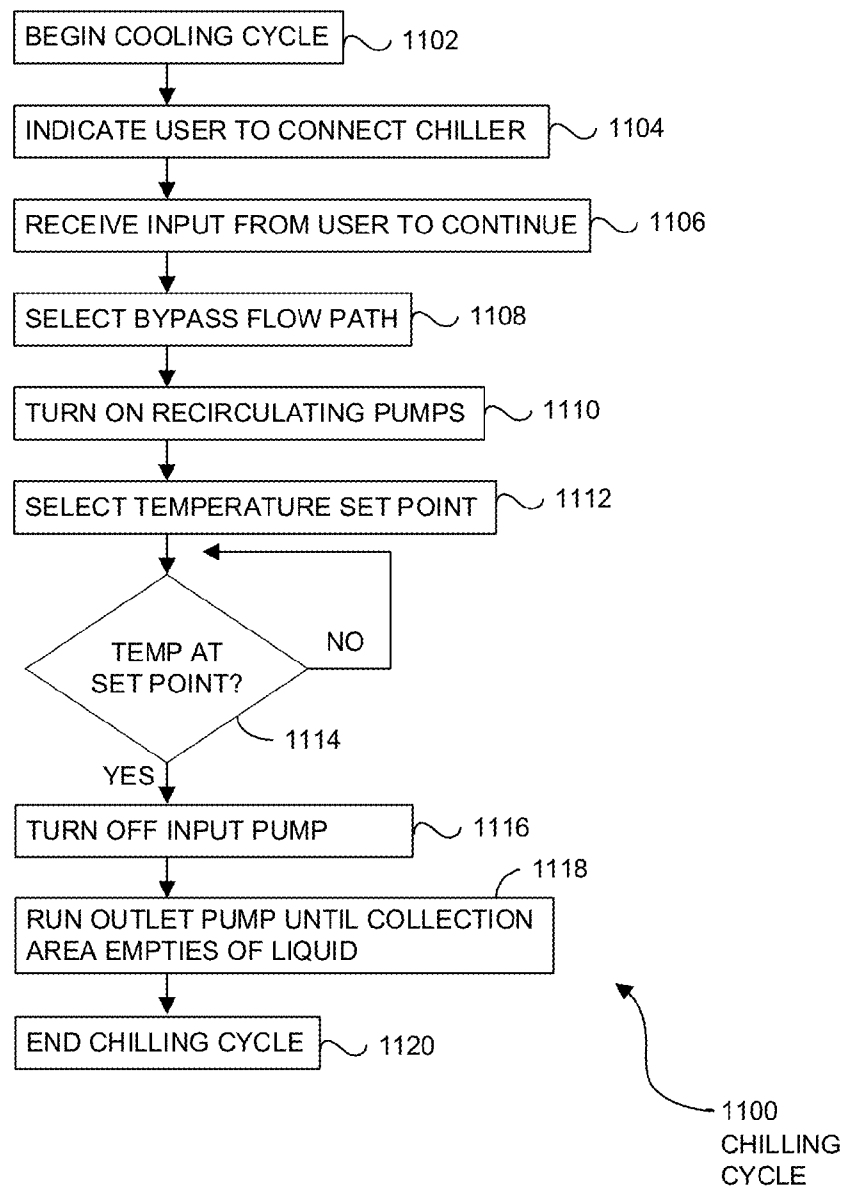 BEGIN COOLING CYCLE
1102
INDICATE USER TO CONNECT CHILLER
1104
RECEIVE INPUT FROM USER TO CONTINUE
1106
SELECT BYPASS FLOW PATH
1108
TURN ON RECIRCULATING PUMPS
1110
SELECT TEMPERATURE SET POINT
1112
TEMP AT
SET POINT?
NO
1114
YES
TURN OFF INPUT PUMP
1116
1118
RUN OUTLET PUMP UNTIL COLLECTION
AREA EMPTIES OF LIQUID
END CHILLING CYCLE
1120
1100
CHILLING
CYCLE